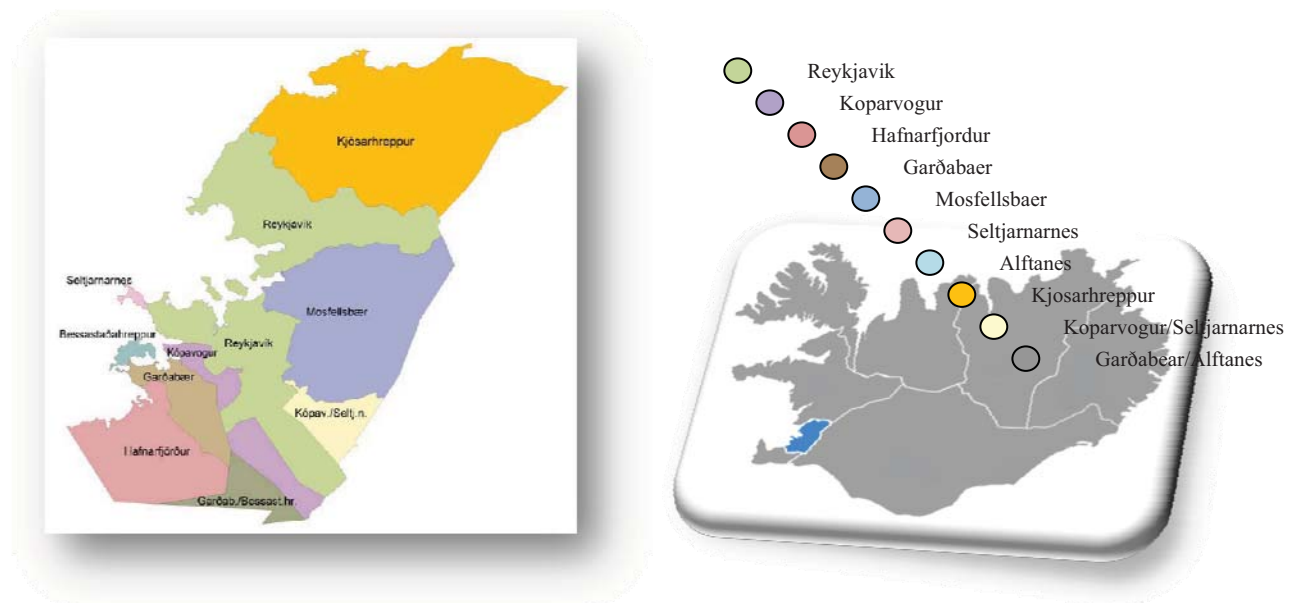 Kjósarhreppur
Reykjavík
Seltjarnarnes
Mosfellsbær
Bessastaðahreppur
Kópavogur
Reykjavík
Garðabær
Kópav./Seltj.n.
Hafnarfjörður
Garðab./Bessast.hr.
Reykjavik
Koparvogur
Hafnarfjordur
Garðabaer
Mosfellsbaer
Seltjarnarnes
Alftanes
Kjosarhreppur
Koparvogur/Seltjarnarnes
Garðabear/Alftanes